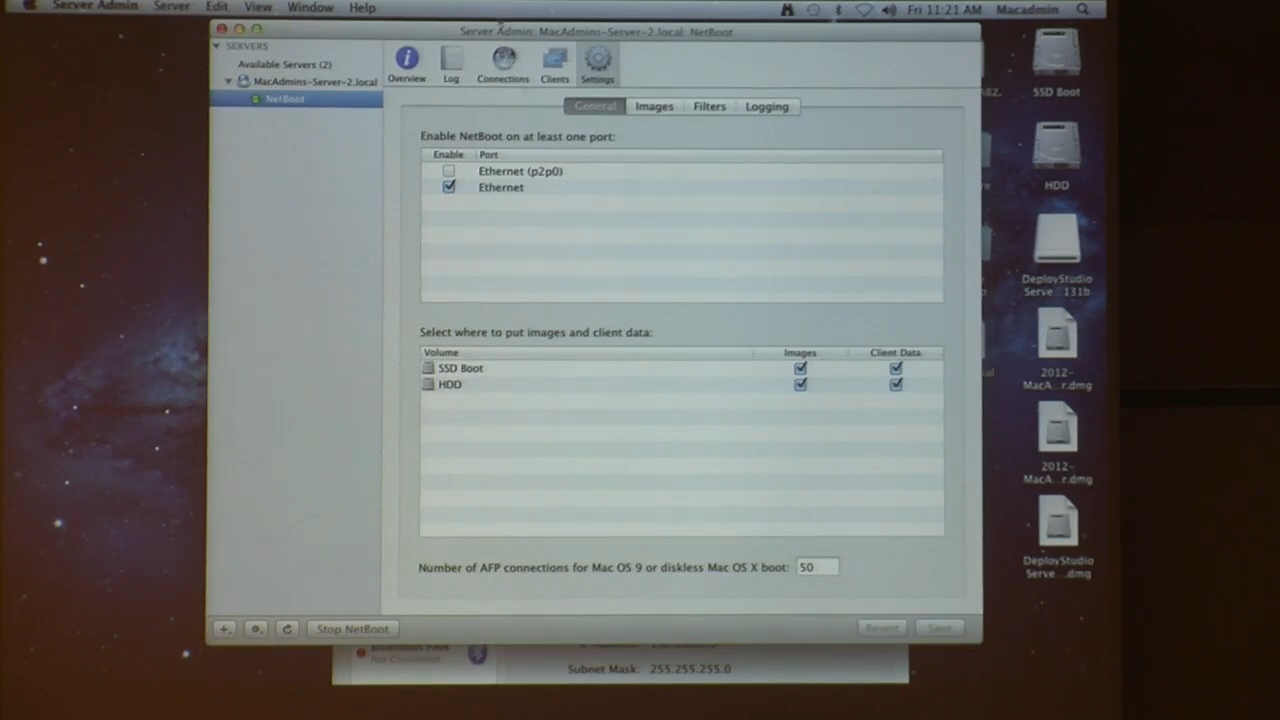 Server Admin Server Edit View Window Help Fri 11:21 AM Macadmin
Server Admin: MacAdmins-Server-2.local: NetBoot
SERVERS
Available Servers (2)
MacAdmins-Server-2.local
NetBoot
Overview Log Connections Clients Settings
General Images Filters Logging
Enable NetBoot on at least one port:
Enable Port
Ethernet (p2p0)
Ethernet
Select where to put images and client data:
Volume Images Client Data
SSD Boot
HDD
Number of AFP connections for Mac OS 9 or diskless Mac OS X boot: 50
Stop NetBoot Revert Save
Not Connected
Subnet Mask: 255.255.255.0
SSD Boot
HDD
DeployStudio
Serve...131b
2012-
MacA...r.dmg
2012-
MacA...r.dmg
DeployStudio
Serve...dmg